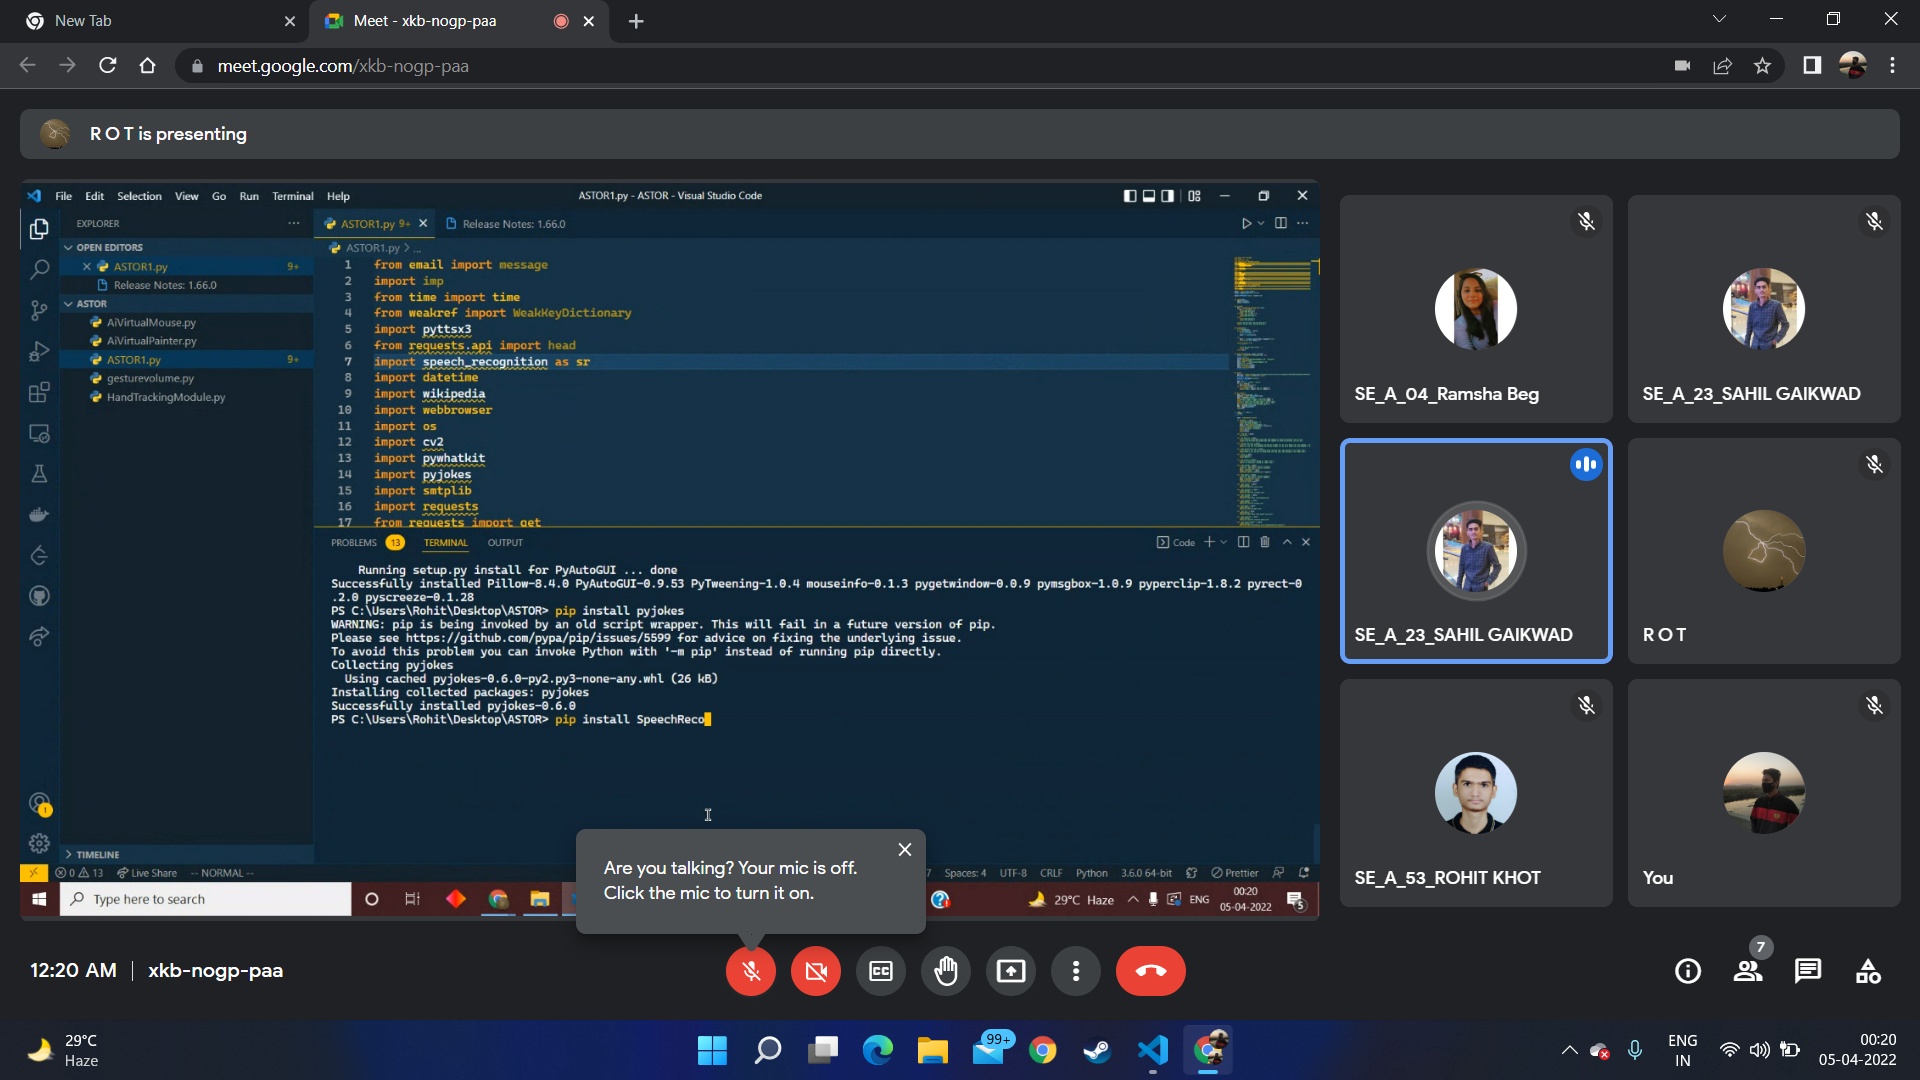 New Tab
Meet - xkb-nogp-paa
meet.google.com/xkb-nogp-paa
R O T is presenting
File Edit Selection View Go Run Terminal Help
ASTOR1.py - ASTOR - Visual Studio Code
EXPLORER
OPEN EDITORS
ASTOR1.py 9+
Release Notes: 1.66.0
ASTOR
AiVirtualMouse.py
AiVirtualPainter.py
ASTOR1.py 9+
gesturevolume.py
HandTrackingModule.py
TIMELINE
ASTOR1.py 9+
Release Notes: 1.66.0
ASTOR1.py > ...
1 from email import message
2 import imp
3 from time import time
4 from weakref import WeakKeyDictionary
5 import pyttsx3
6 from requests.api import head
7 import speech_recognition as sr
8 import datetime
9 import wikipedia
10 import webbrowser
11 import os
12 import cv2
13 import pywhatkit
14 import pyjokes
15 import smtplib
16 import requests
17 from requests import get
PROBLEMS 13 TERMINAL OUTPUT
Code
Running setup.py install for PyAutoGUI ... done
Successfully installed Pillow-8.4.0 PyAutoGUI-0.9.53 PyTweening-1.0.4 mouseinfo-0.1.3 pygetwindow-0.0.9 pymsgbox-1.0.9 pyperclip-1.8.2 pyrect-0
.2.0 pyscreeze-0.1.28
PS C:\Users\Rohit\Desktop\ASTOR> pip install pyjokes
WARNING: pip is being invoked by an old script wrapper. This will fail in a future version of pip.
Please see https://github.com/pypa/pip/issues/5599 for advice on fixing the underlying issue.
To avoid this problem you can invoke Python with '-m pip' instead of running pip directly.
Collecting pyjokes
Using cached pyjokes-0.6.0-py2.py3-none-any.whl (26 kB)
Installing collected packages: pyjokes
Successfully installed pyjokes-0.6.0
PS C:\Users\Rohit\Desktop\ASTOR> pip install SpeechReco
0 13 Live Share -- NORMAL --
7 Spaces: 4 UTF-8 CRLF Python 3.6.0 64-bit Prettier
Type here to search
29°C Haze
ENG
00:20
05-04-2022
5
Are you talking? Your mic is off.
Click the mic to turn it on.
SE_A_04_Ramsha Beg
SE_A_23_SAHIL GAIKWAD
SE_A_23_SAHIL GAIKWAD
R O T
SE_A_53_ROHIT KHOT
You
12:20 AM
xkb-nogp-paa
7
29°C
Haze
99+
ENG
IN
00:20
05-04-2022